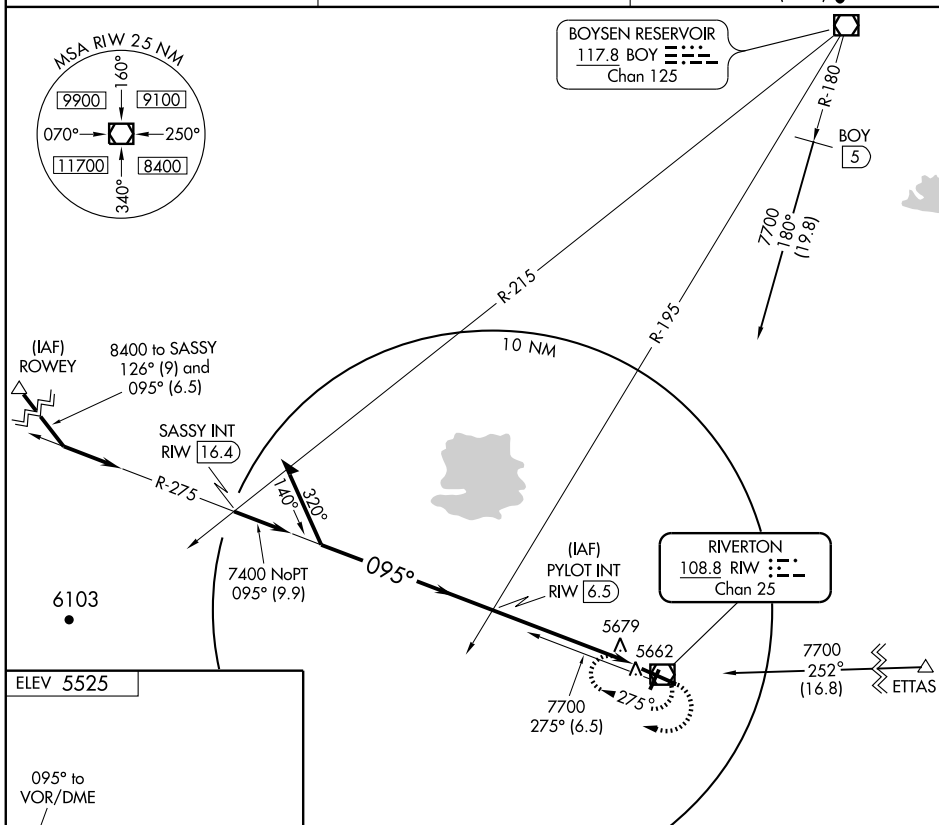 MSA RIW 25 NM
160°
9900
9100
070°
250°
11700
8400
340°
BOYSEN RESERVOIR
117.8 BOY
Chan 125
R-180
BOY
5
7700
180°
(19.8)
R-215
R-195
10 NM
(IAF)
ROWEY
8400 to SASSY
126° (9) and
095° (6.5)
SASSY INT
RIW 16.4
R-275
320°
140°
7400 NoPT
095° (9.9)
095°
(IAF)
PYLOT INT
RIW 6.5
RIVERTON
108.8 RIW
Chan 25
6103
5679
5662
275°
7700
275° (6.5)
7700
252°
(16.8)
ETTAS
ELEV 5525
095° to
VOR/DME